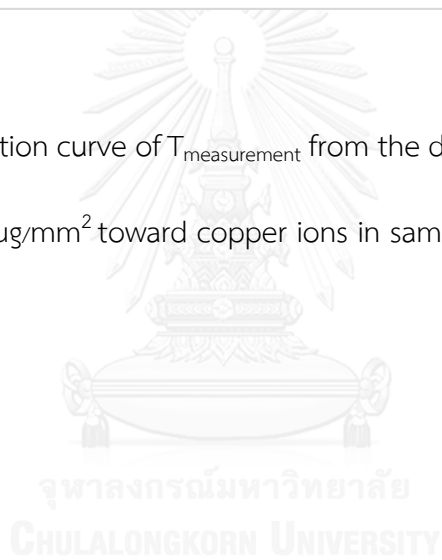 tion curve of Tmeasurement from the d
ug/mm² toward copper ions in sam
จุฬาลงกรณ์มหาวิทยาลัย
CHULALONGKORN UNIVERSITY